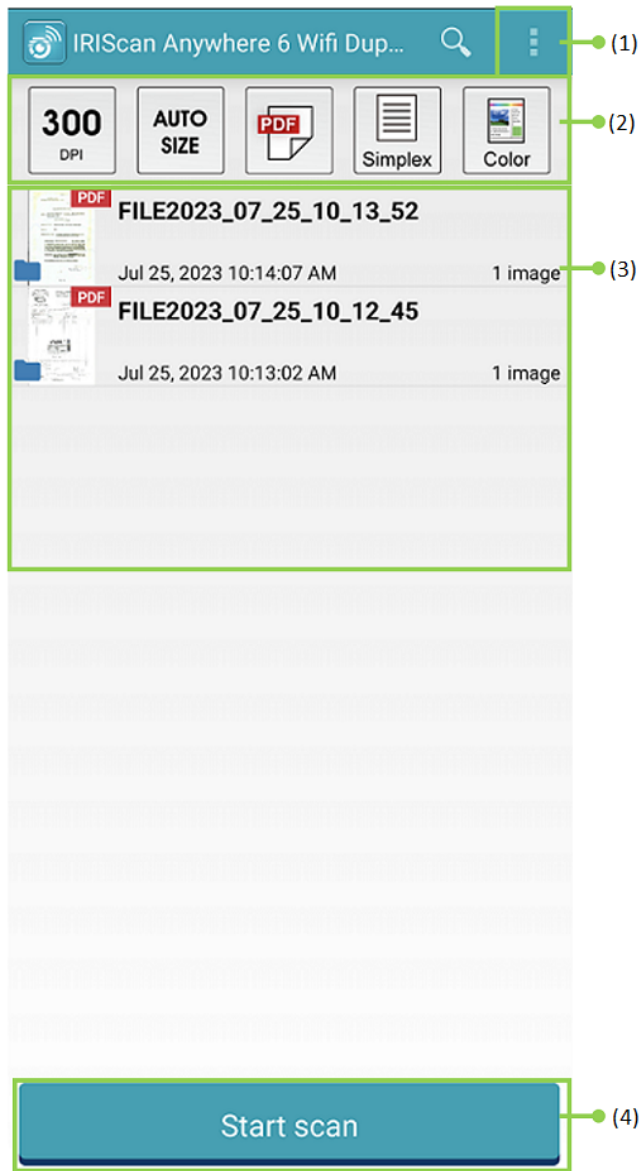 IRIScan Anywhere 6 Wifi Dup...
(1)
300
DPI
AUTO
SIZE
PDF
Simplex
Color
(2)
PDF
FILE2023_07_25_10_13_52
Jul 25, 2023 10:14:07 AM
1 image
(3)
PDF
FILE2023_07_25_10_12_45
Jul 25, 2023 10:13:02 AM
1 image
Start scan
(4)